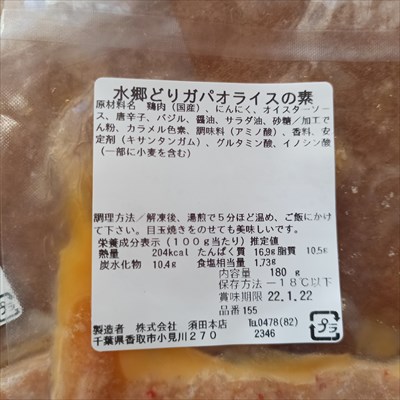 水郷どりガパオライスの素
原材料名　鶏肉（国産）、にんにく、オイスターソー
ス、唐辛子、バジル、醤油、サラダ油、砂糖／加工で
ん粉、カラメル色素、調味料（アミノ酸）、香料、安
定剤（キサンタンガム）、グルタミン酸、イノシン酸
（一部に小麦を含む）
調理方法／解凍後、湯煎で５分ほど温め、ご飯にかけ
て下さい。目玉焼きをのせても美味しいです。
栄養成分表示（１００ｇ当たり）推定値
熱量　204kcal　たんぱく質　16.9g　脂質　10.5g
炭水化物　10.4g　食塩相当量　1.73g
内容量　180 g
保存方法　－１８℃以下
賞味期限　22.1.22
品番 155
製造者　株式会社　須田本店　℡0478(82)
千葉県香取市小見川２７０　2346
プラ